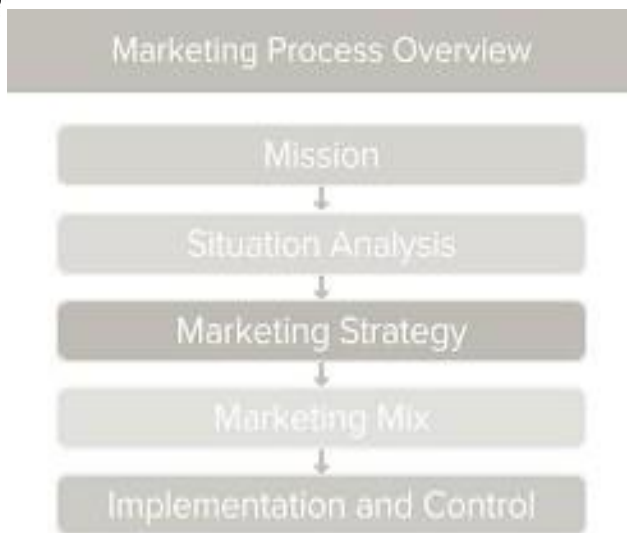 Marketing Process Overview
Mission
Situation Analysis
Marketing Strategy
Marketing Mix
Implementation and Control